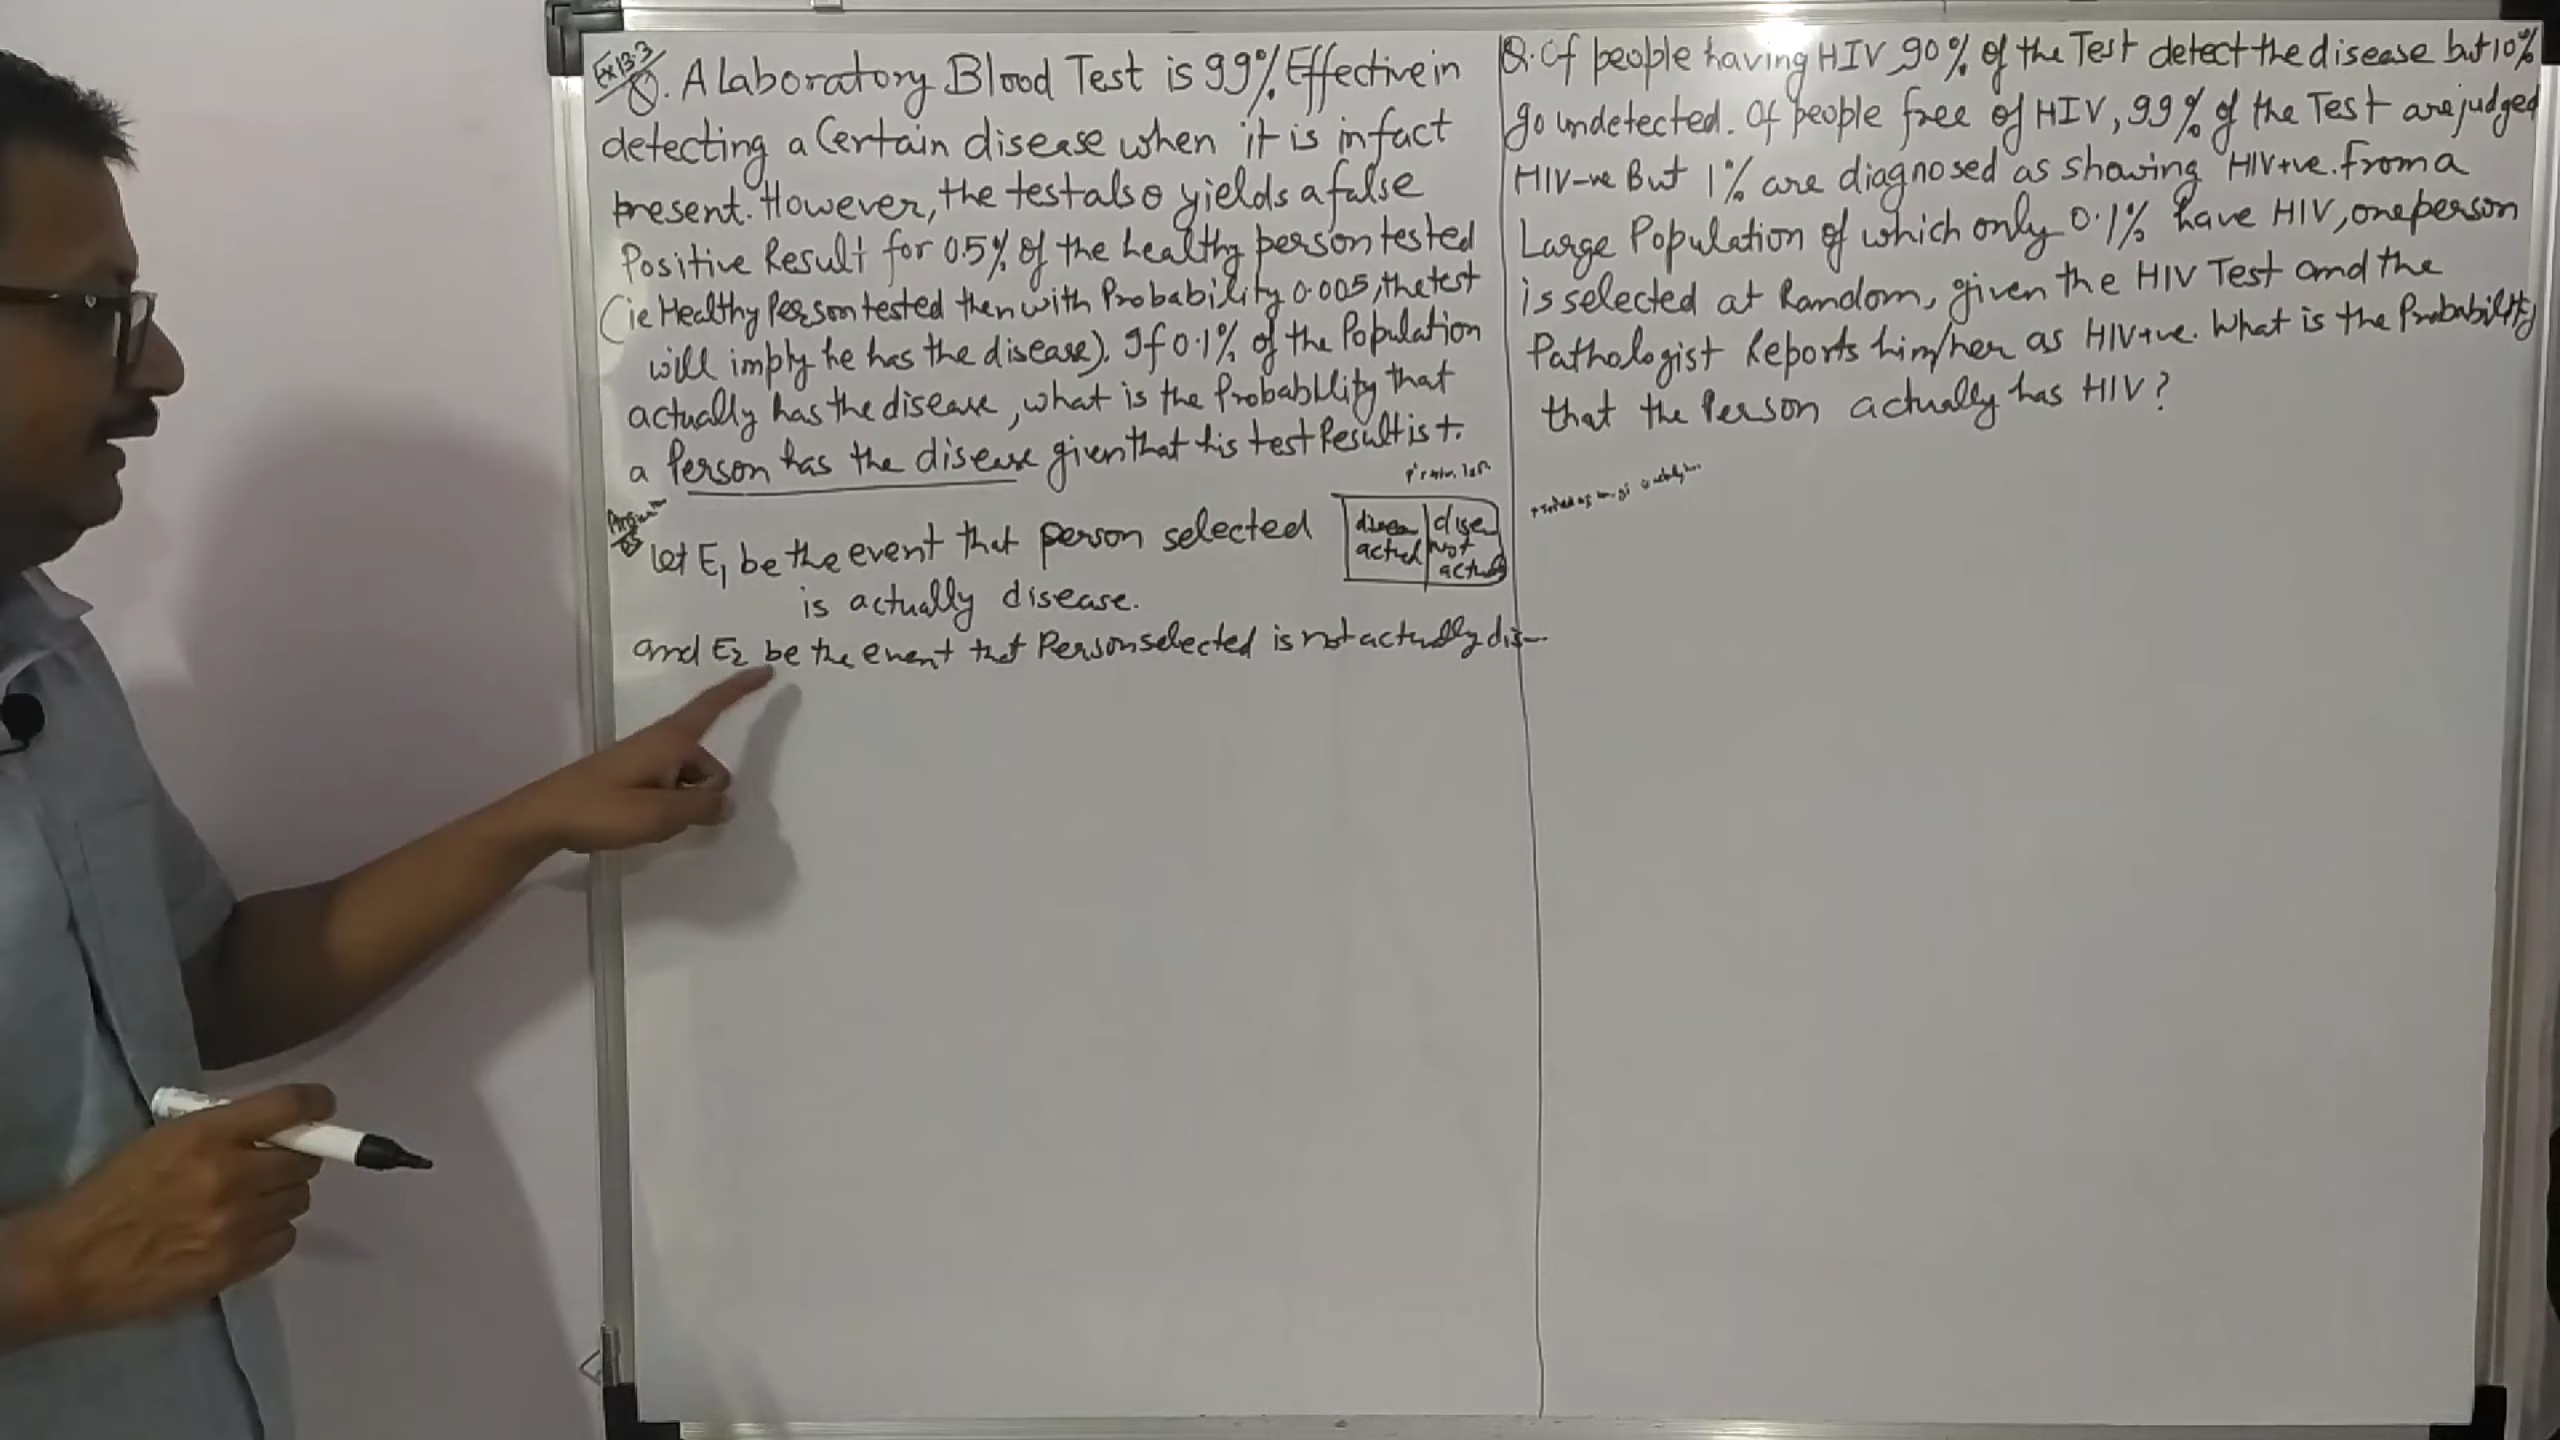 Ex 13.3
Q. A Laboratory Blood Test is 99% Effective in
detecting a Certain disease when it is infact
present. However, the test also yields a false
Positive Result for 0.5% of the healthy person tested
(ie Healthy Person tested then with Probability 0.005, the test
will imply he has the disease). If 0.1% of the Population
actually has the disease, what is the Probability that
a Person has the disease given that his test Result is +.
let E1 be the event that person selected
is actually disease.
and E2 be the event that Person selected is not actually dis
disea
actual
dise
not
actually
Q. Of people having HIV, 90% of the Test detect the disease but 10%
go undetected. Of people free of HIV, 99% of the Test are judged
HIV-ve But 1% are diagnosed as showing HIV+ve. From a
Large Population of which only 0.1% have HIV, one person
is selected at Random, given the HIV Test and the
Pathologist Reports him/her as HIV+ve. What is the Probability
that the Person actually has HIV?